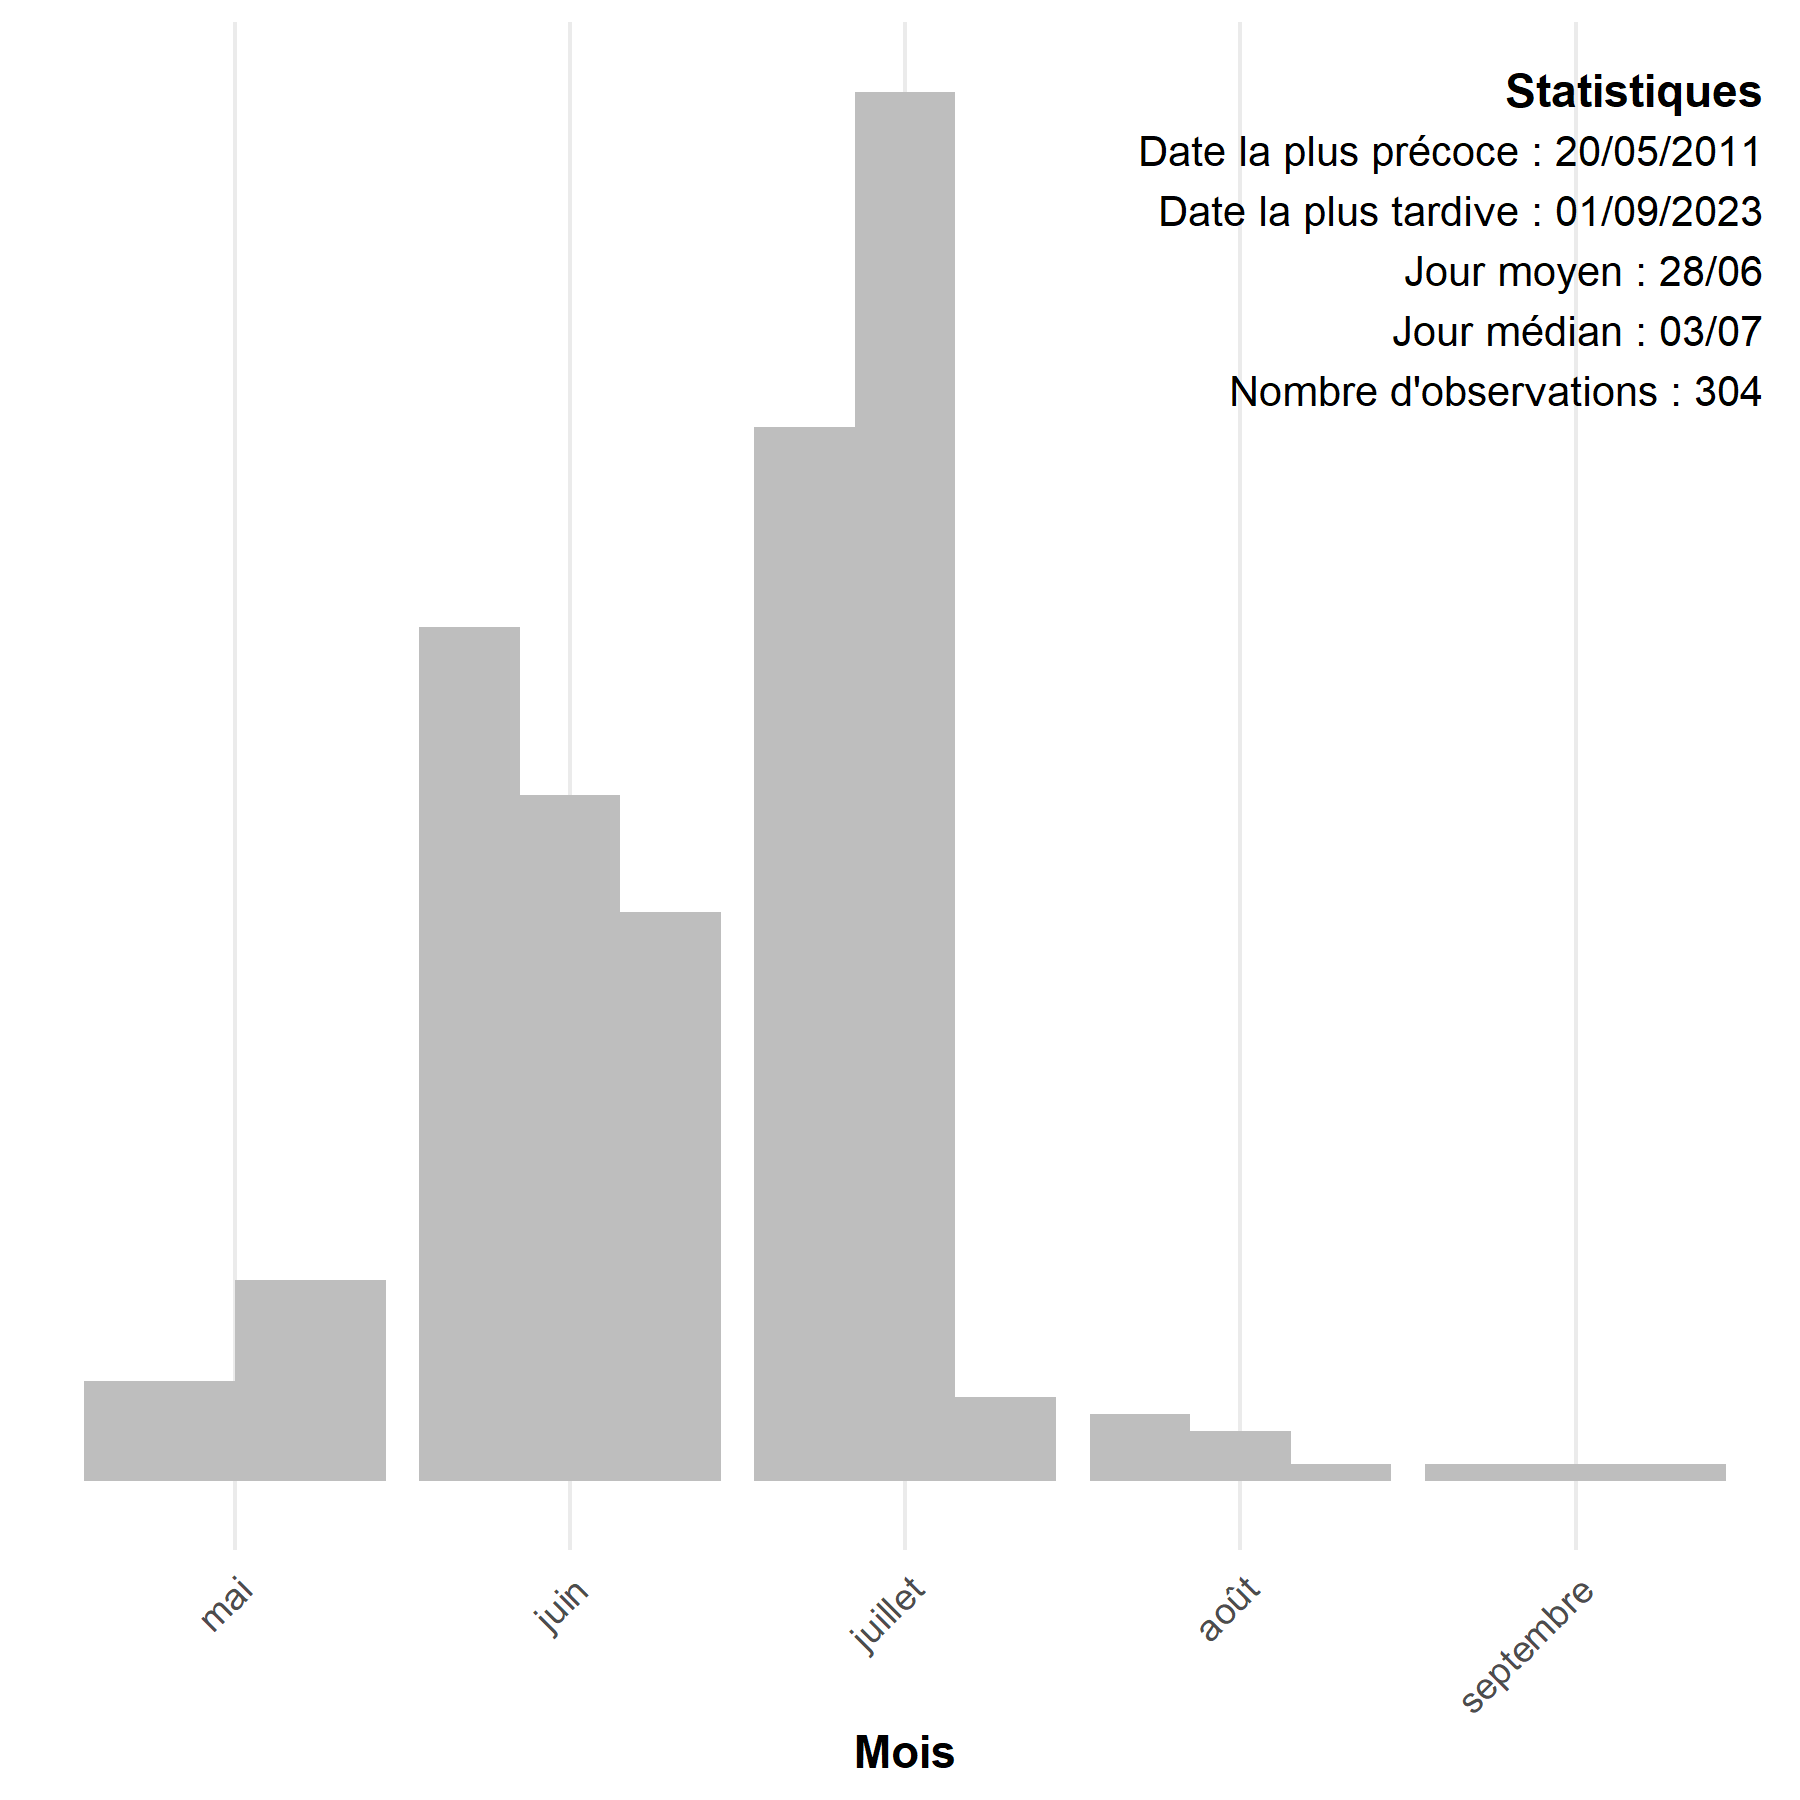 Statistiques
Date la plus précoce : 20/05/2011
Date la plus tardive : 01/09/2023
Jour moyen : 28/06
Jour médian : 03/07
Nombre d'observations : 304
mai
juin
juillet
août
septembre
Mois